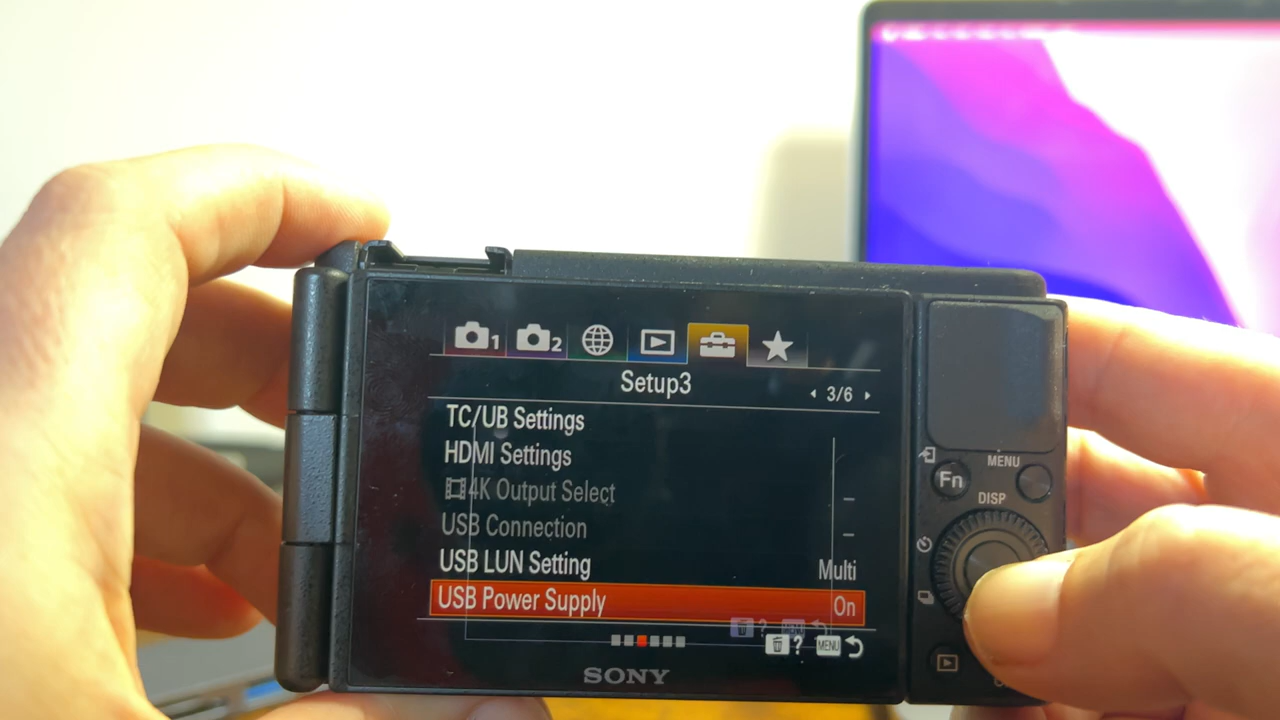 1 2
Setup3
3/6
TC/UB Settings
HDMI Settings
4K Output Select –
USB Connection –
USB LUN Setting Multi
USB Power Supply On
? MENU
SONY
MENU
Fn
DISP